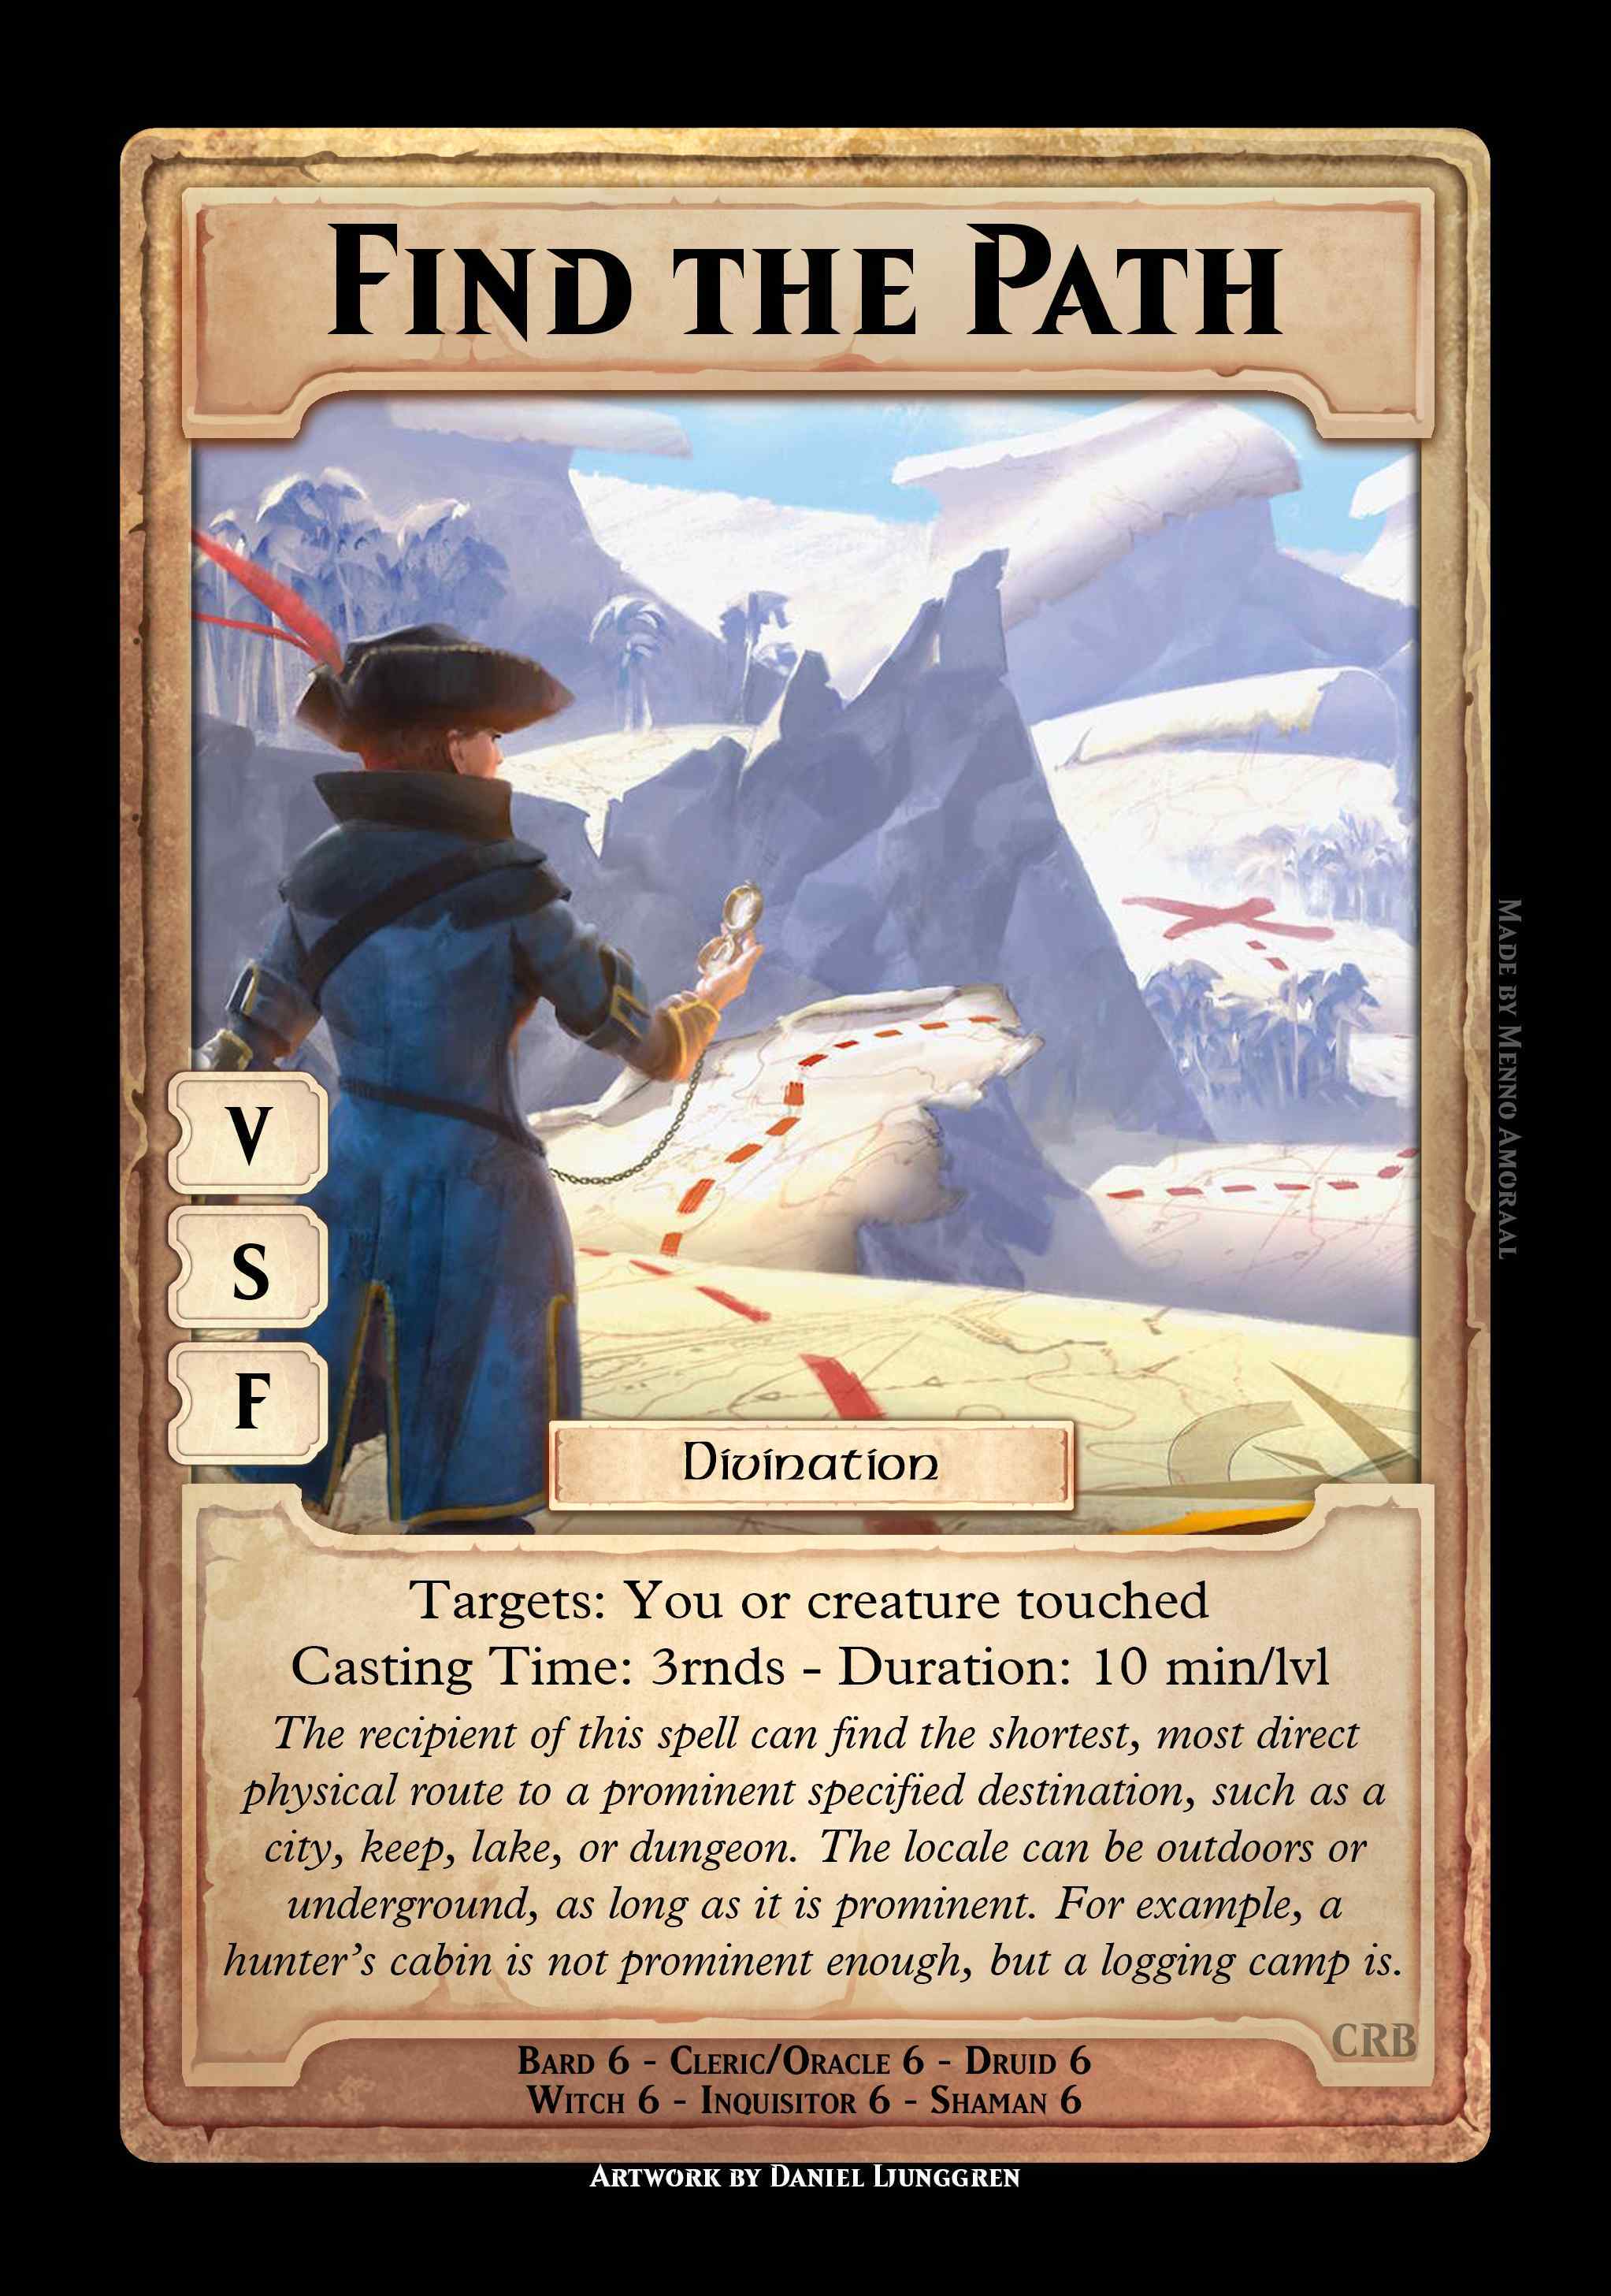 Find the Path
V
S
F
Divination
Targets: You or creature touched
Casting Time: 3rnds - Duration: 10 min/lvl
The recipient of this spell can find the shortest, most direct
physical route to a prominent specified destination, such as a
city, keep, lake, or dungeon. The locale can be outdoors or
underground, as long as it is prominent. For example, a
hunter's cabin is not prominent enough, but a logging camp is.
CRB
Bard 6 - Cleric/Oracle 6 - Druid 6
Witch 6 - Inquisitor 6 - Shaman 6
Artwork by Daniel Ljunggren
Made by Menno Amoraal